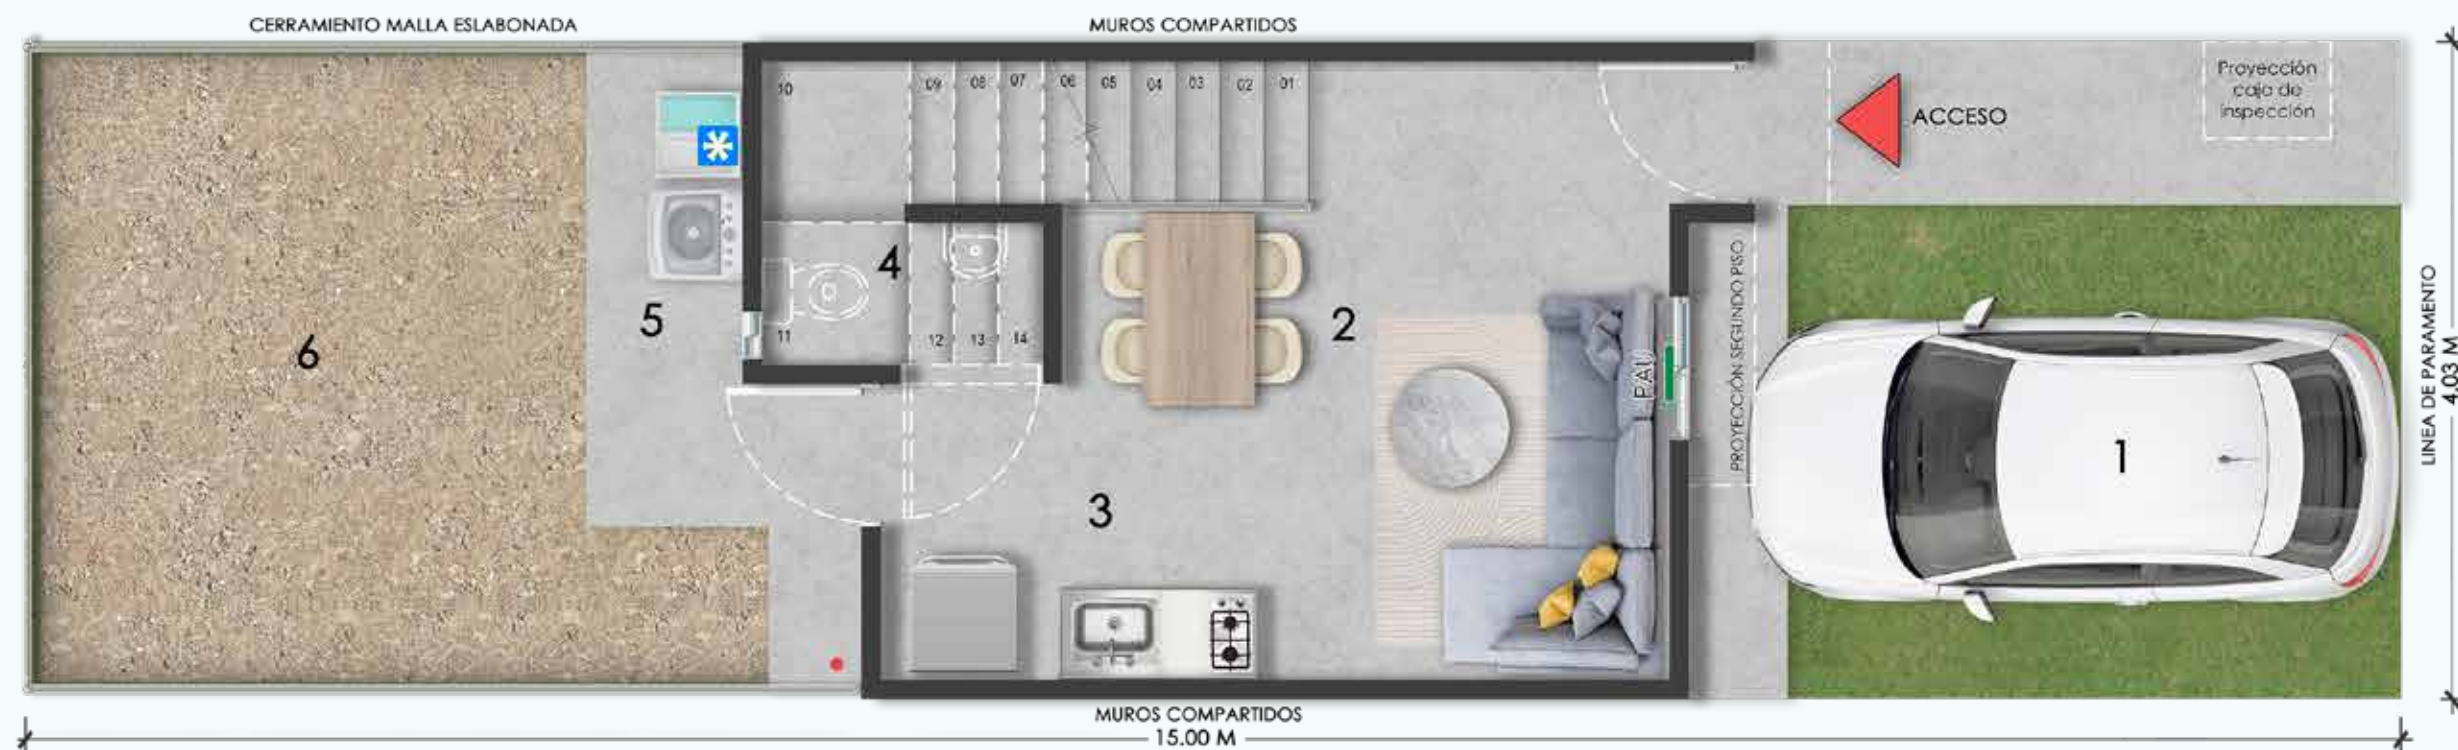 CERRAMIENTO MALLA ESLABONADA
MUROS COMPARTIDOS
10
09
08
07
06
05
04
03
02
01
Proyección
caja de
inspección
ACCESO
4
5
11
12
13
14
6
2
3
PAU
PROYECCIÓN SEGUNDO PISO
1
LINEA DE PARAMENTO
4.03 M
MUROS COMPARTIDOS
15.00 M